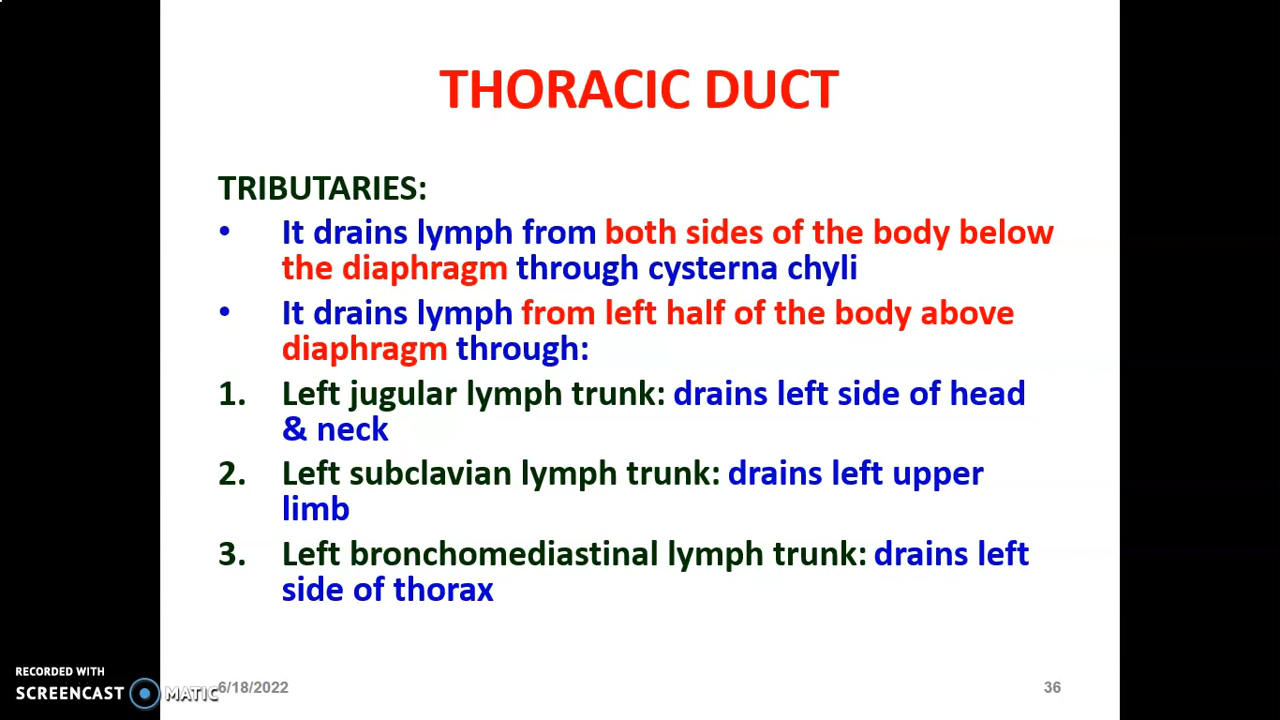 THORACIC DUCT
TRIBUTARIES:
• It drains lymph from both sides of the body below
the diaphragm through cysterna chyli
• It drains lymph from left half of the body above
diaphragm through:
1. Left jugular lymph trunk: drains left side of head
& neck
2. Left subclavian lymph trunk: drains left upper
limb
3. Left bronchomediastinal lymph trunk: drains left
side of thorax
RECORDED WITH
SCREENCAST MATIC
6/18/2022
36